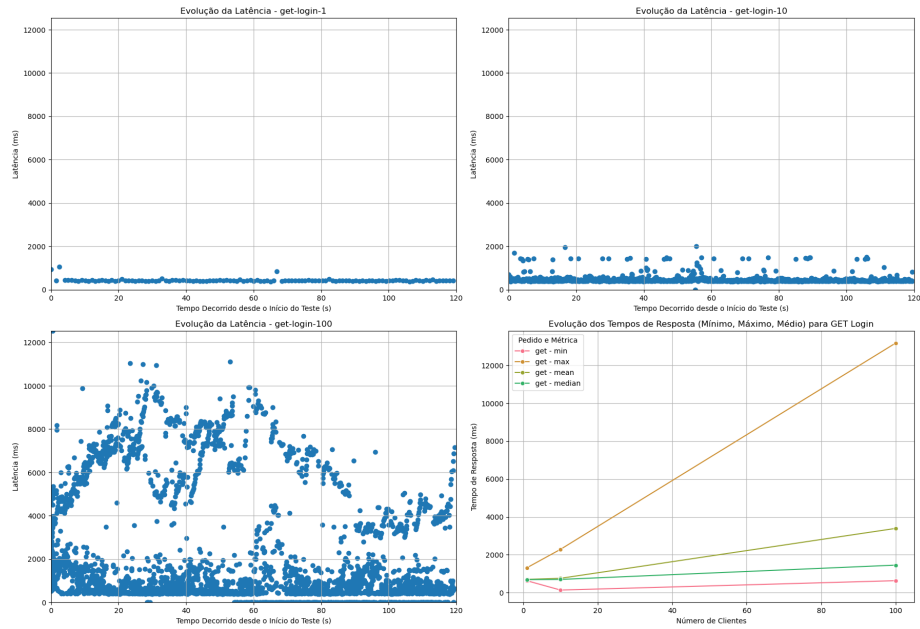 Evolução da Latência - get-login-1
12000
10000
8000
6000
4000
2000
0
Latência (ms)
0 20 40 60 80 100 120
Tempo Decorrido desde o Início do Teste (s)
Evolução da Latência - get-login-10
12000
10000
8000
6000
4000
2000
0
Latência (ms)
0 20 40 60 80 100 120
Tempo Decorrido desde o Início do Teste (s)
Evolução da Latência - get-login-100
12000
10000
8000
6000
4000
2000
0
Latência (ms)
0 20 40 60 80 100 120
Tempo Decorrido desde o Início do Teste (s)
Evolução dos Tempos de Resposta (Mínimo, Máximo, Médio) para GET Login
Pedido e Métrica
get - min
get - max
get - mean
get - median
12000
10000
8000
6000
4000
2000
0
Tempo de Resposta (ms)
0 20 40 60 80 100
Número de Clientes